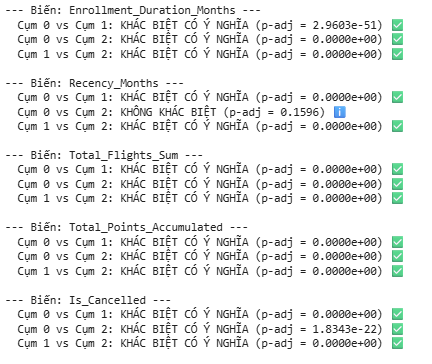 --- Biến: Enrollment_Duration_Months ---
Cụm 0 vs Cụm 1: KHÁC BIỆT CÓ Ý NGHĨA (p-adj = 2.9603e-51) ✅
Cụm 0 vs Cụm 2: KHÁC BIỆT CÓ Ý NGHĨA (p-adj = 0.0000e+00) ✅
Cụm 1 vs Cụm 2: KHÁC BIỆT CÓ Ý NGHĨA (p-adj = 0.0000e+00) ✅
--- Biến: Recency_Months ---
Cụm 0 vs Cụm 1: KHÁC BIỆT CÓ Ý NGHĨA (p-adj = 0.0000e+00) ✅
Cụm 0 vs Cụm 2: KHÔNG KHÁC BIỆT (p-adj = 0.1596) ℹ️
Cụm 1 vs Cụm 2: KHÁC BIỆT CÓ Ý NGHĨA (p-adj = 0.0000e+00) ✅
--- Biến: Total_Flights_Sum ---
Cụm 0 vs Cụm 1: KHÁC BIỆT CÓ Ý NGHĨA (p-adj = 0.0000e+00) ✅
Cụm 0 vs Cụm 2: KHÁC BIỆT CÓ Ý NGHĨA (p-adj = 0.0000e+00) ✅
Cụm 1 vs Cụm 2: KHÁC BIỆT CÓ Ý NGHĨA (p-adj = 0.0000e+00) ✅
--- Biến: Total_Points_Accumulated ---
Cụm 0 vs Cụm 1: KHÁC BIỆT CÓ Ý NGHĨA (p-adj = 0.0000e+00) ✅
Cụm 0 vs Cụm 2: KHÁC BIỆT CÓ Ý NGHĨA (p-adj = 0.0000e+00) ✅
Cụm 1 vs Cụm 2: KHÁC BIỆT CÓ Ý NGHĨA (p-adj = 0.0000e+00) ✅
--- Biến: Is_Cancelled ---
Cụm 0 vs Cụm 1: KHÁC BIỆT CÓ Ý NGHĨA (p-adj = 0.0000e+00) ✅
Cụm 0 vs Cụm 2: KHÁC BIỆT CÓ Ý NGHĨA (p-adj = 1.8343e-22) ✅
Cụm 1 vs Cụm 2: KHÁC BIỆT CÓ Ý NGHĨA (p-adj = 0.0000e+00) ✅